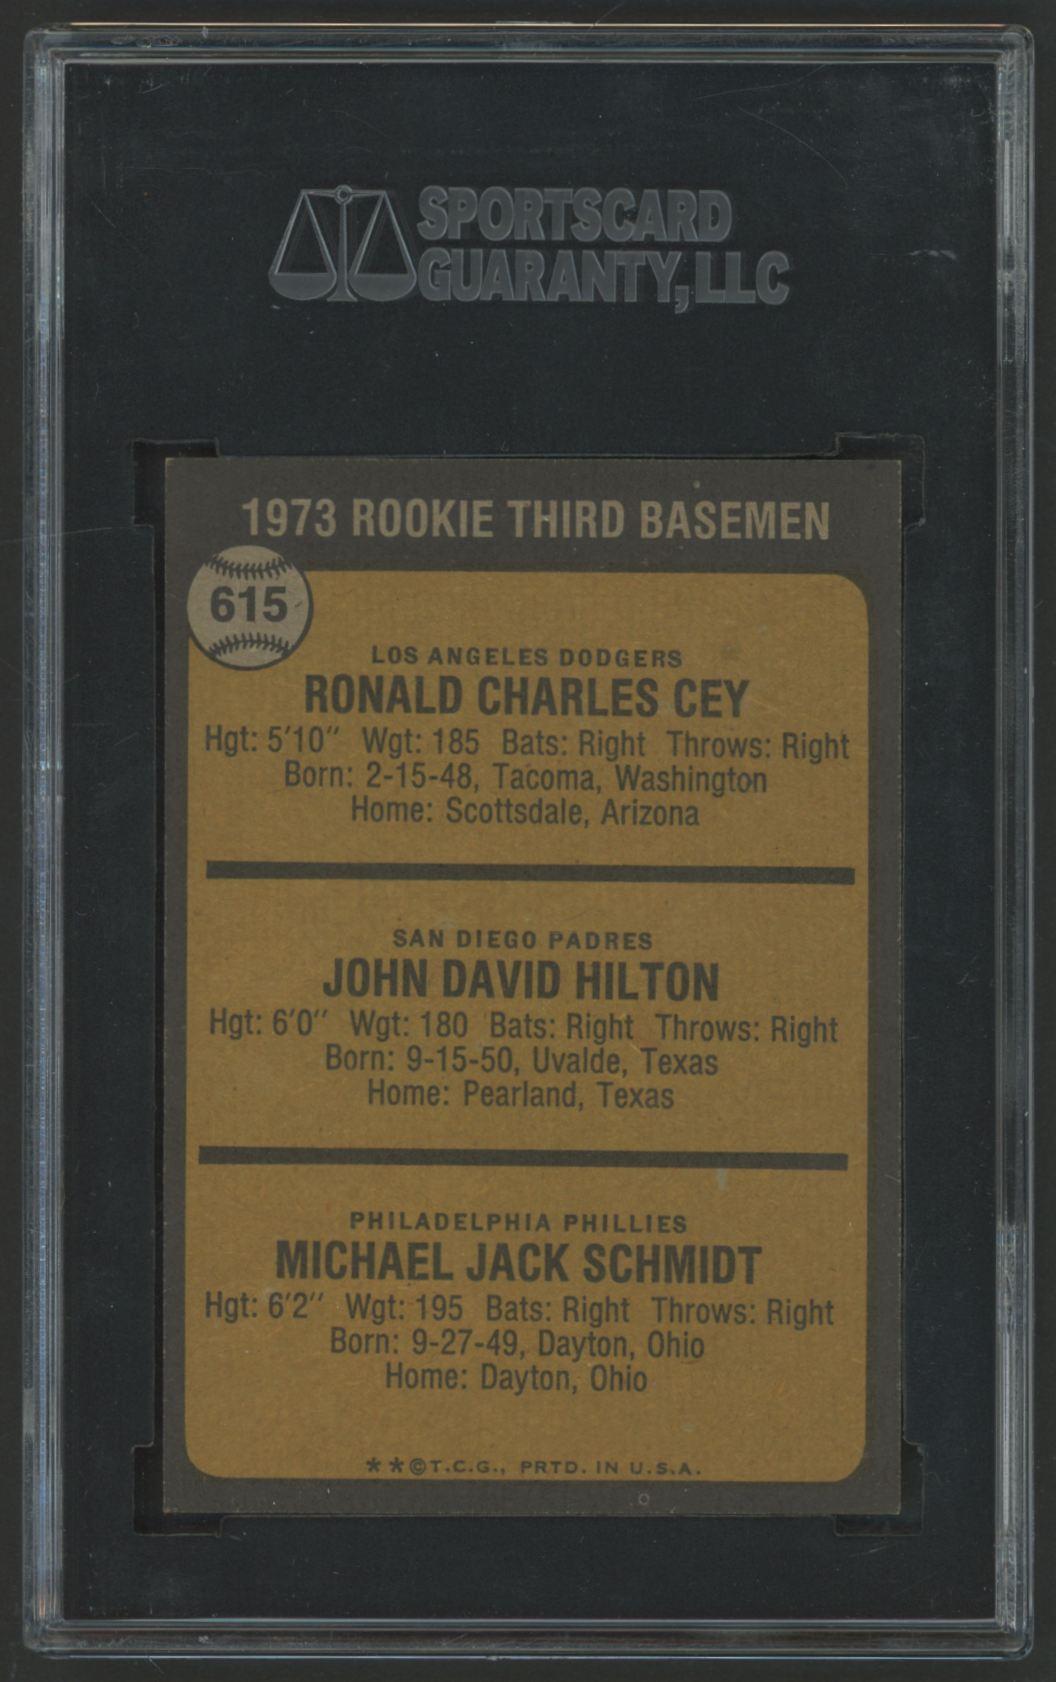 SPORTSCARD
GUARANTY, LLC
1973 ROOKIE THIRD BASEMEN
615
LOS ANGELES DODGERS
RONALD CHARLES CEY
Hgt: 5'10" Wgt: 185 Bats: Right Throws: Right
Born: 2-15-48, Tacoma, Washington
Home: Scottsdale, Arizona
SAN DIEGO PADRES
JOHN DAVID HILTON
Hgt: 6'0" Wgt: 180 Bats: Right Throws: Right
Born: 9-15-50, Uvalde, Texas
Home: Pearland, Texas
PHILADELPHIA PHILLIES
MICHAEL JACK SCHMIDT
Hgt: 6'2" Wgt: 195 Bats: Right Throws: Right
Born: 9-27-49, Dayton, Ohio
Home: Dayton, Ohio
**©T.C.G., PRTD. IN U.S.A.